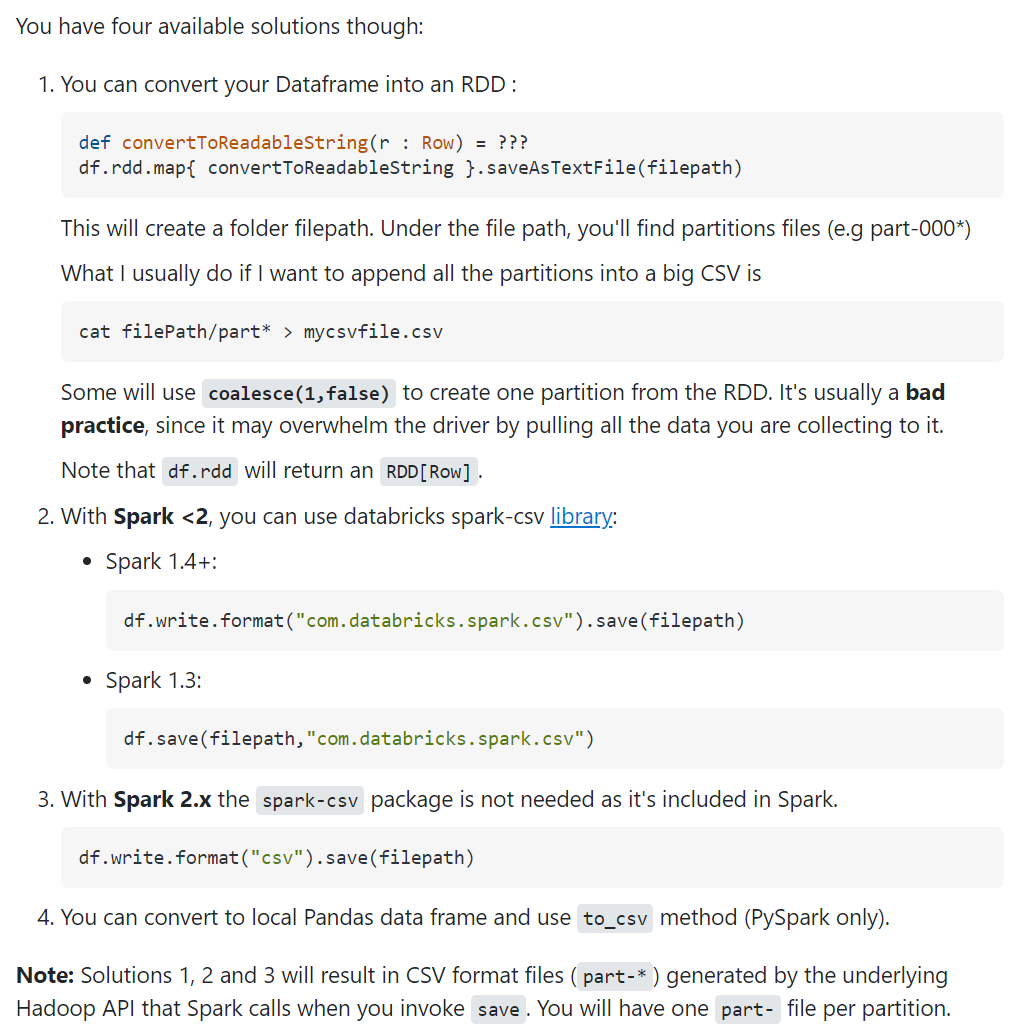 You have four available solutions though:
1. You can convert your Dataframe into an RDD :
def convertToReadableString(r : Row) = ???
df.rdd.map{ convertToReadableString }.saveAsTextFile(filepath)
This will create a folder filepath. Under the file path, you'll find partitions files (e.g part-000*)
What I usually do if I want to append all the partitions into a big CSV is
cat filePath/part* > mycsvfile.csv
Some will use coalesce(1,false) to create one partition from the RDD. It's usually a bad
practice, since it may overwhelm the driver by pulling all the data you are collecting to it.
Note that df.rdd will return an RDD[Row].
2. With Spark <2, you can use databricks spark-csv library:
• Spark 1.4+:
df.write.format("com.databricks.spark.csv").save(filepath)
• Spark 1.3:
df.save(filepath,"com.databricks.spark.csv")
3. With Spark 2.x the spark-csv package is not needed as it's included in Spark.
df.write.format("csv").save(filepath)
4. You can convert to local Pandas data frame and use to_csv method (PySpark only).
Note: Solutions 1, 2 and 3 will result in CSV format files (part-*) generated by the underlying
Hadoop API that Spark calls when you invoke save. You will have one part- file per partition.